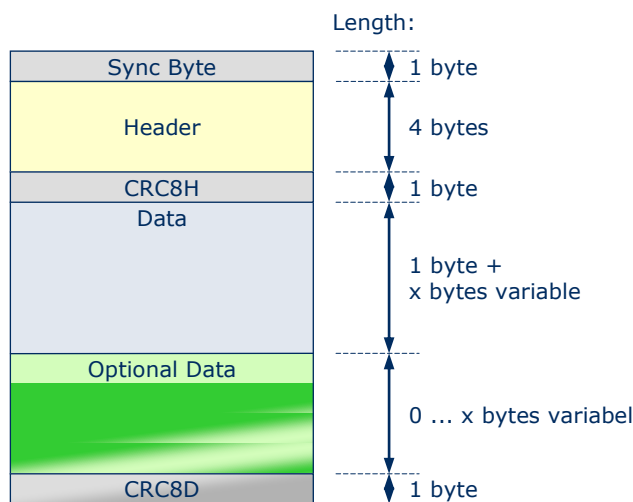 Length:
Sync Byte
1 byte
Header
4 bytes
CRC8H
1 byte
Data
1 byte +
x bytes variable
Optional Data
0 ... x bytes variabel
CRC8D
1 byte